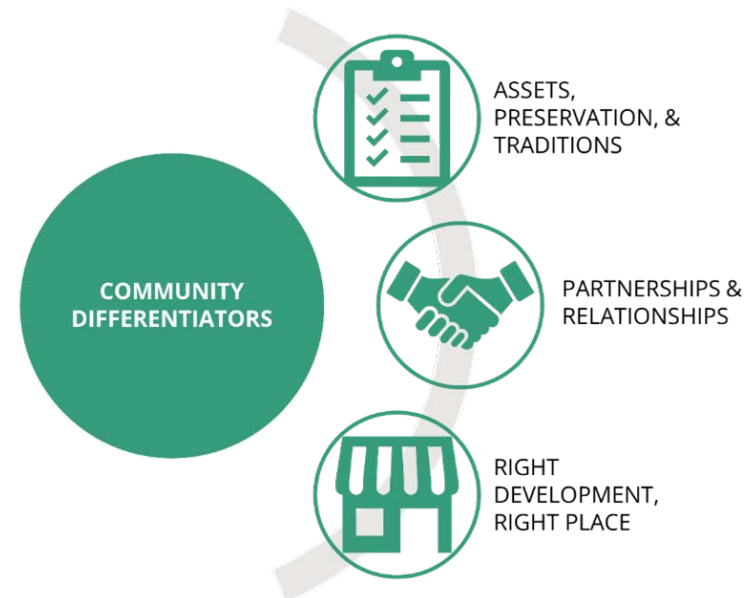 COMMUNITY
DIFFERENTIATORS
ASSETS,
PRESERVATION, &
TRADITIONS
PARTNERSHIPS &
RELATIONSHIPS
RIGHT
DEVELOPMENT,
RIGHT PLACE